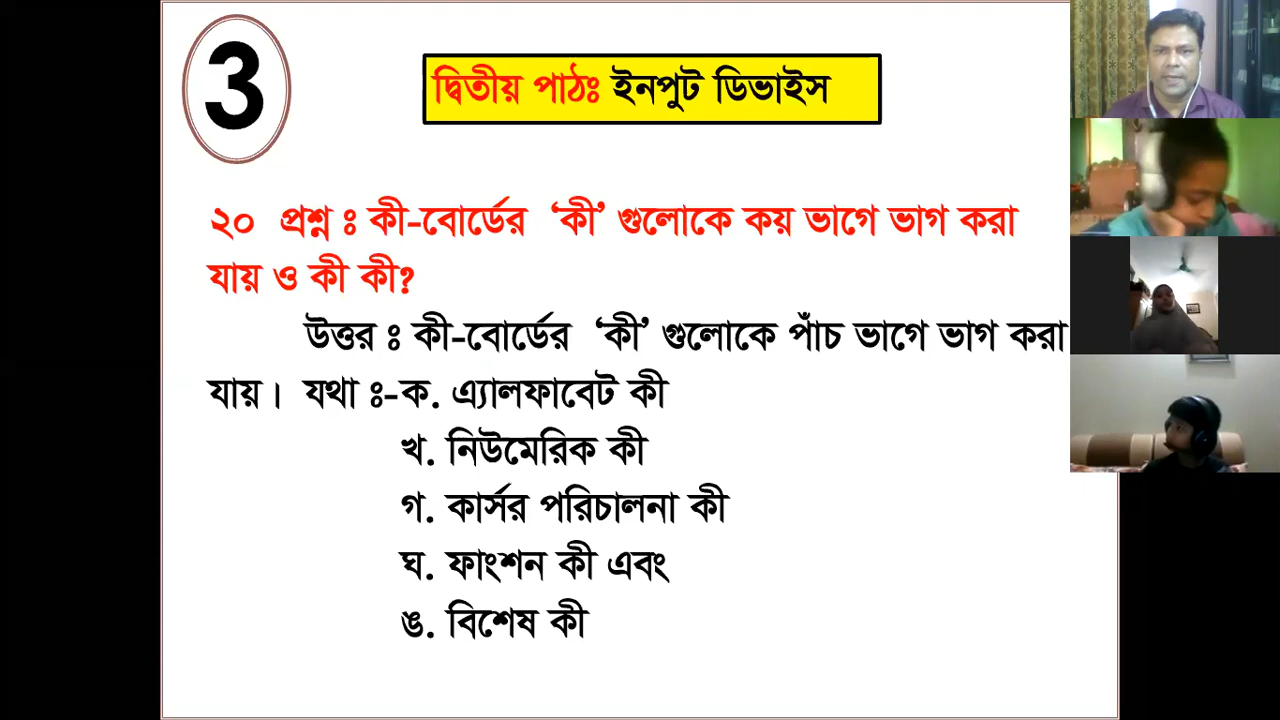 3
দ্বিতীয় পাঠঃ ইনপুট ডিভাইস
২০ প্রশ্ন ঃ কী-বোর্ডের ‘কী’ গুলোকে কয় ভাগে ভাগ করা
যায় ও কী কী?
উত্তর ঃ কী-বোর্ডের ‘কী’ গুলোকে পাঁচ ভাগে ভাগ করা
যায়। যথা ঃ-ক. এ্যালফাবেট কী
খ. নিউমেরিক কী
গ. কার্সর পরিচালনা কী
ঘ. ফাংশন কী এবং
ঙ. বিশেষ কী